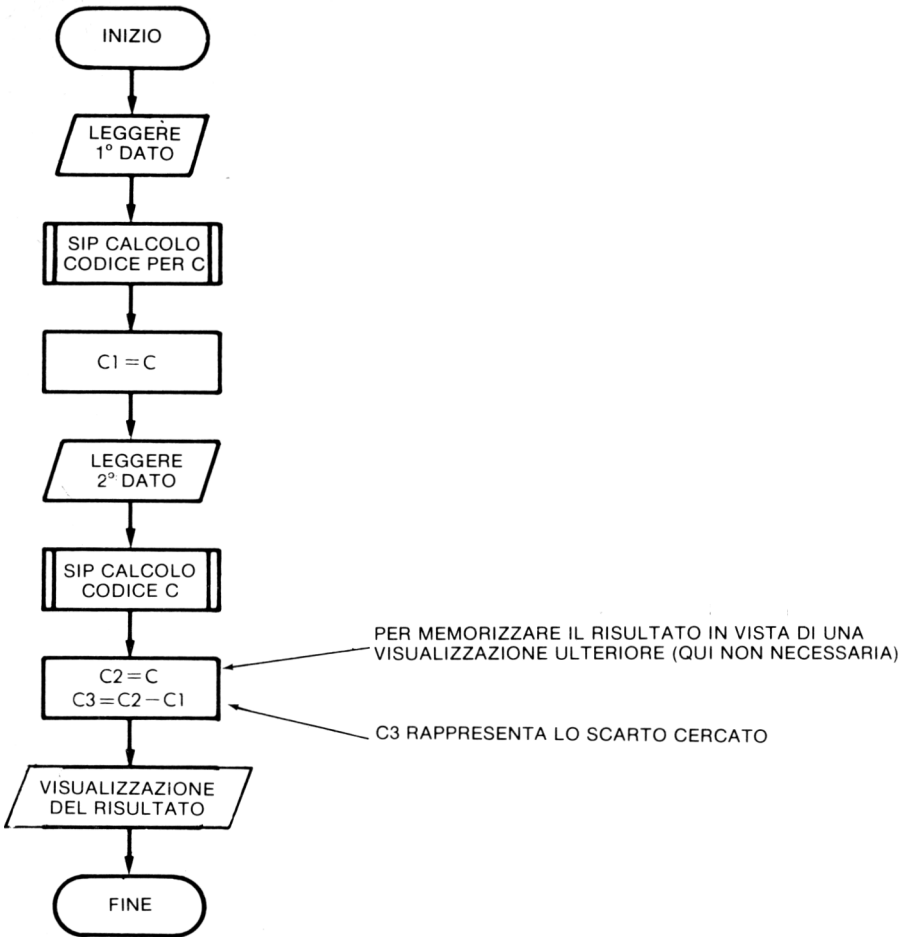 INIZIO
LEGGERE
1° DATO
SIP CALCOLO
CODICE PER C
C1=C
LEGGERE
2° DATO
SIP CALCOLO
CODICE C
PER MEMORIZZARE IL RISULTATO IN VISTA DI UNA
VISUALIZZAZIONE ULTERIORE (QUI NON NECESSARIA)
C2=C
C3=C2-C1
C3 RAPPRESENTA LO SCARTO CERCATO
VISUALIZZAZIONE
DEL RISULTATO
FINE